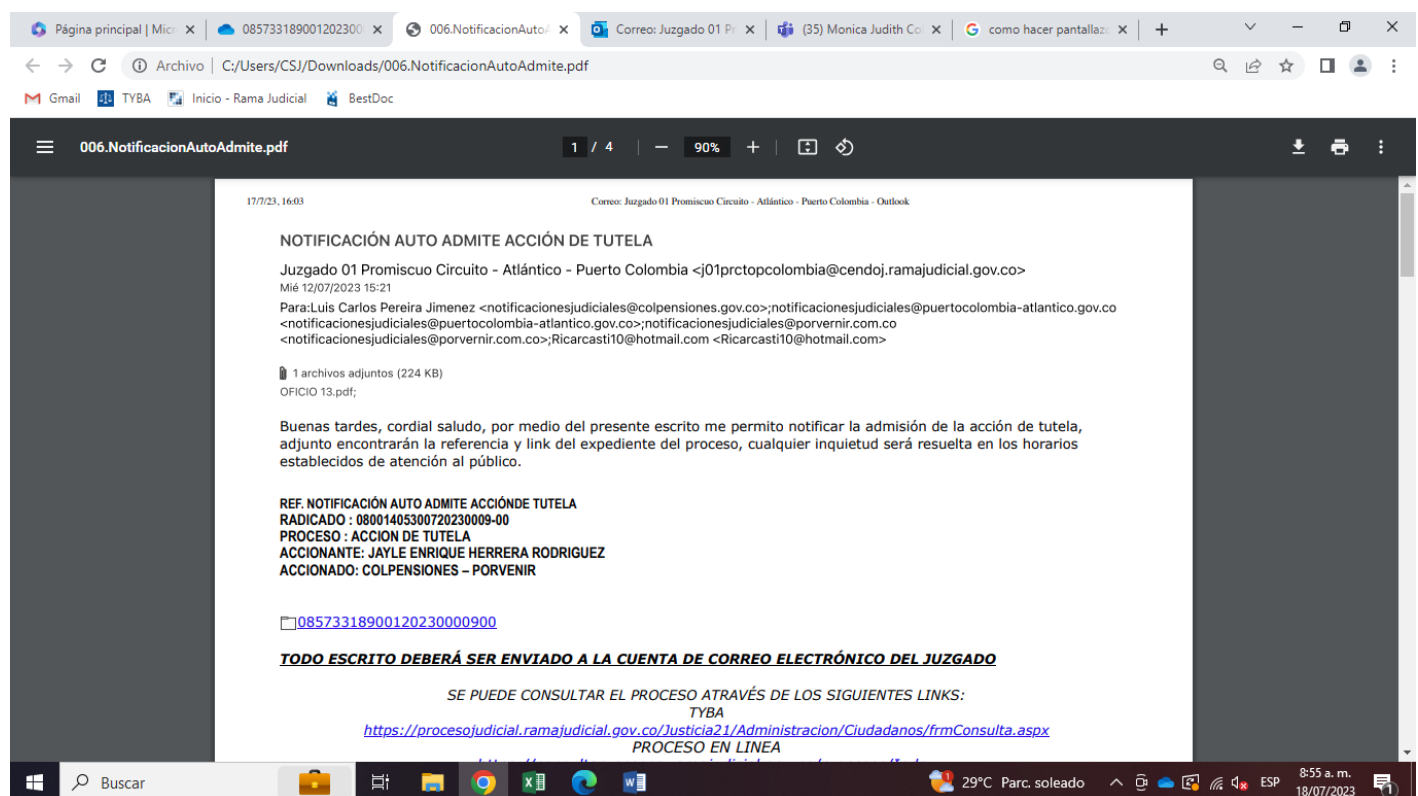 Página principal | Micr
08573318900120230
006.NotificacionAutoA
Correo: Juzgado 01 Pr
(35) Monica Judith Co
como hacer pantallazo
Archivo | C:/Users/CSJ/Downloads/006.NotificacionAutoAdmite.pdf
Gmail TYBA Inicio - Rama Judicial BestDoc
006.NotificacionAutoAdmite.pdf 1 / 4 90%
17/7/23, 16:03 Correo: Juzgado 01 Promiscuo Circuito - Atlántico - Puerto Colombia - Outlook
NOTIFICACIÓN AUTO ADMITE ACCIÓN DE TUTELA
Juzgado 01 Promiscuo Circuito - Atlántico - Puerto Colombia <j01prctopcolombia@cendoj.ramajudicial.gov.co>
Mié 12/07/2023 15:21
Para:Luis Carlos Pereira Jimenez <notificacionesjudiciales@colpensiones.gov.co>;notificacionesjudiciales@puertocolombia-atlantico.gov.co
<notificacionesjudiciales@puertocolombia-atlantico.gov.co>;notificacionesjudiciales@porvernir.com.co
<notificacionesjudiciales@porvernir.com.co>;Ricarcasti10@hotmail.com <Ricarcasti10@hotmail.com>
1 archivos adjuntos (224 KB)
OFICIO 13.pdf;
Buenas tardes, cordial saludo, por medio del presente escrito me permito notificar la admisión de la acción de tutela,
adjunto encontrarán la referencia y link del expediente del proceso, cualquier inquietud será resuelta en los horarios
establecidos de atención al público.
REF. NOTIFICACIÓN AUTO ADMITE ACCIÓNDE TUTELA
RADICADO : 08001405300720230009-00
PROCESO : ACCION DE TUTELA
ACCIONANTE: JAYLE ENRIQUE HERRERA RODRIGUEZ
ACCIONADO: COLPENSIONES – PORVENIR
08573318900120230000900
TODO ESCRITO DEBERÁ SER ENVIADO A LA CUENTA DE CORREO ELECTRÓNICO DEL JUZGADO
SE PUEDE CONSULTAR EL PROCESO ATRAVÉS DE LOS SIGUIENTES LINKS:
TYBA
https://procesojudicial.ramajudicial.gov.co/Justicia21/Administracion/Ciudadanos/frmConsulta.aspx
PROCESO EN LINEA
Buscar
29°C Parc. soleado
ESP
8:55 a. m.
18/07/2023